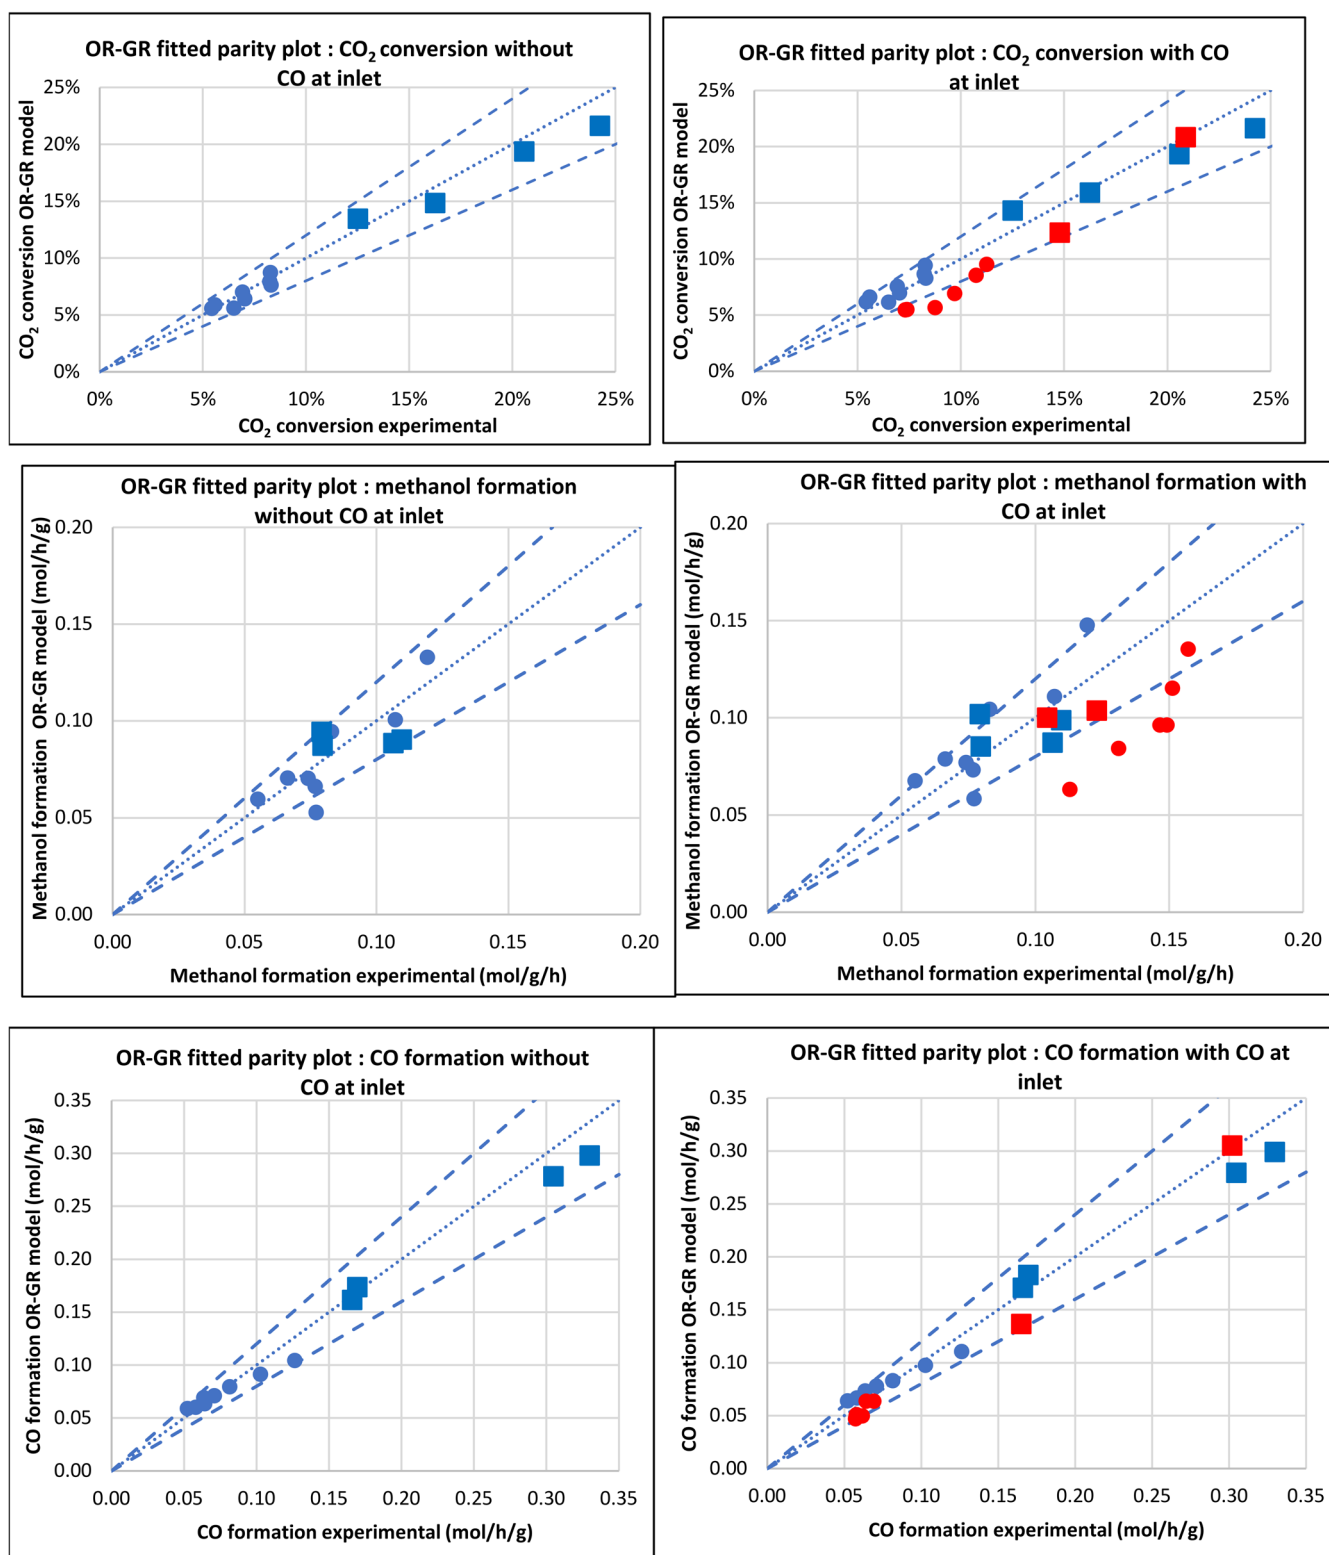 OR-GR fitted parity plot : CO₂ conversion without
CO at inlet
CO₂ conversion OR-GR model
25%
20%
15%
10%
5%
0%
0% 5% 10% 15% 20% 25%
CO₂ conversion experimental
OR-GR fitted parity plot : CO₂ conversion with CO
at inlet
CO₂ conversion OR-GR model
25%
20%
15%
10%
5%
0%
0% 5% 10% 15% 20% 25%
CO₂ conversion experimental
OR-GR fitted parity plot : methanol formation
without CO at inlet
Methanol formation OR-GR model (mol/h/g)
0.20
0.15
0.10
0.05
0.00
0.00 0.05 0.10 0.15 0.20
Methanol formation experimental (mol/g/h)
OR-GR fitted parity plot : methanol formation with
CO at inlet
Methanol formation OR-GR model (mol/h/g)
0.20
0.15
0.10
0.05
0.00
0.00 0.05 0.10 0.15 0.20
Methanol formation experimental (mol/g/h)
OR-GR fitted parity plot : CO formation without
CO at inlet
CO formation OR-GR model (mol/h/g)
0.35
0.30
0.25
0.20
0.15
0.10
0.05
0.00
0.00 0.05 0.10 0.15 0.20 0.25 0.30 0.35
CO formation experimental (mol/h/g)
OR-GR fitted parity plot : CO formation with CO at
inlet
CO formation OR-GR model (mol/h/g)
0.35
0.30
0.25
0.20
0.15
0.10
0.05
0.00
0.00 0.05 0.10 0.15 0.20 0.25 0.30 0.35
CO formation experimental (mol/h/g)